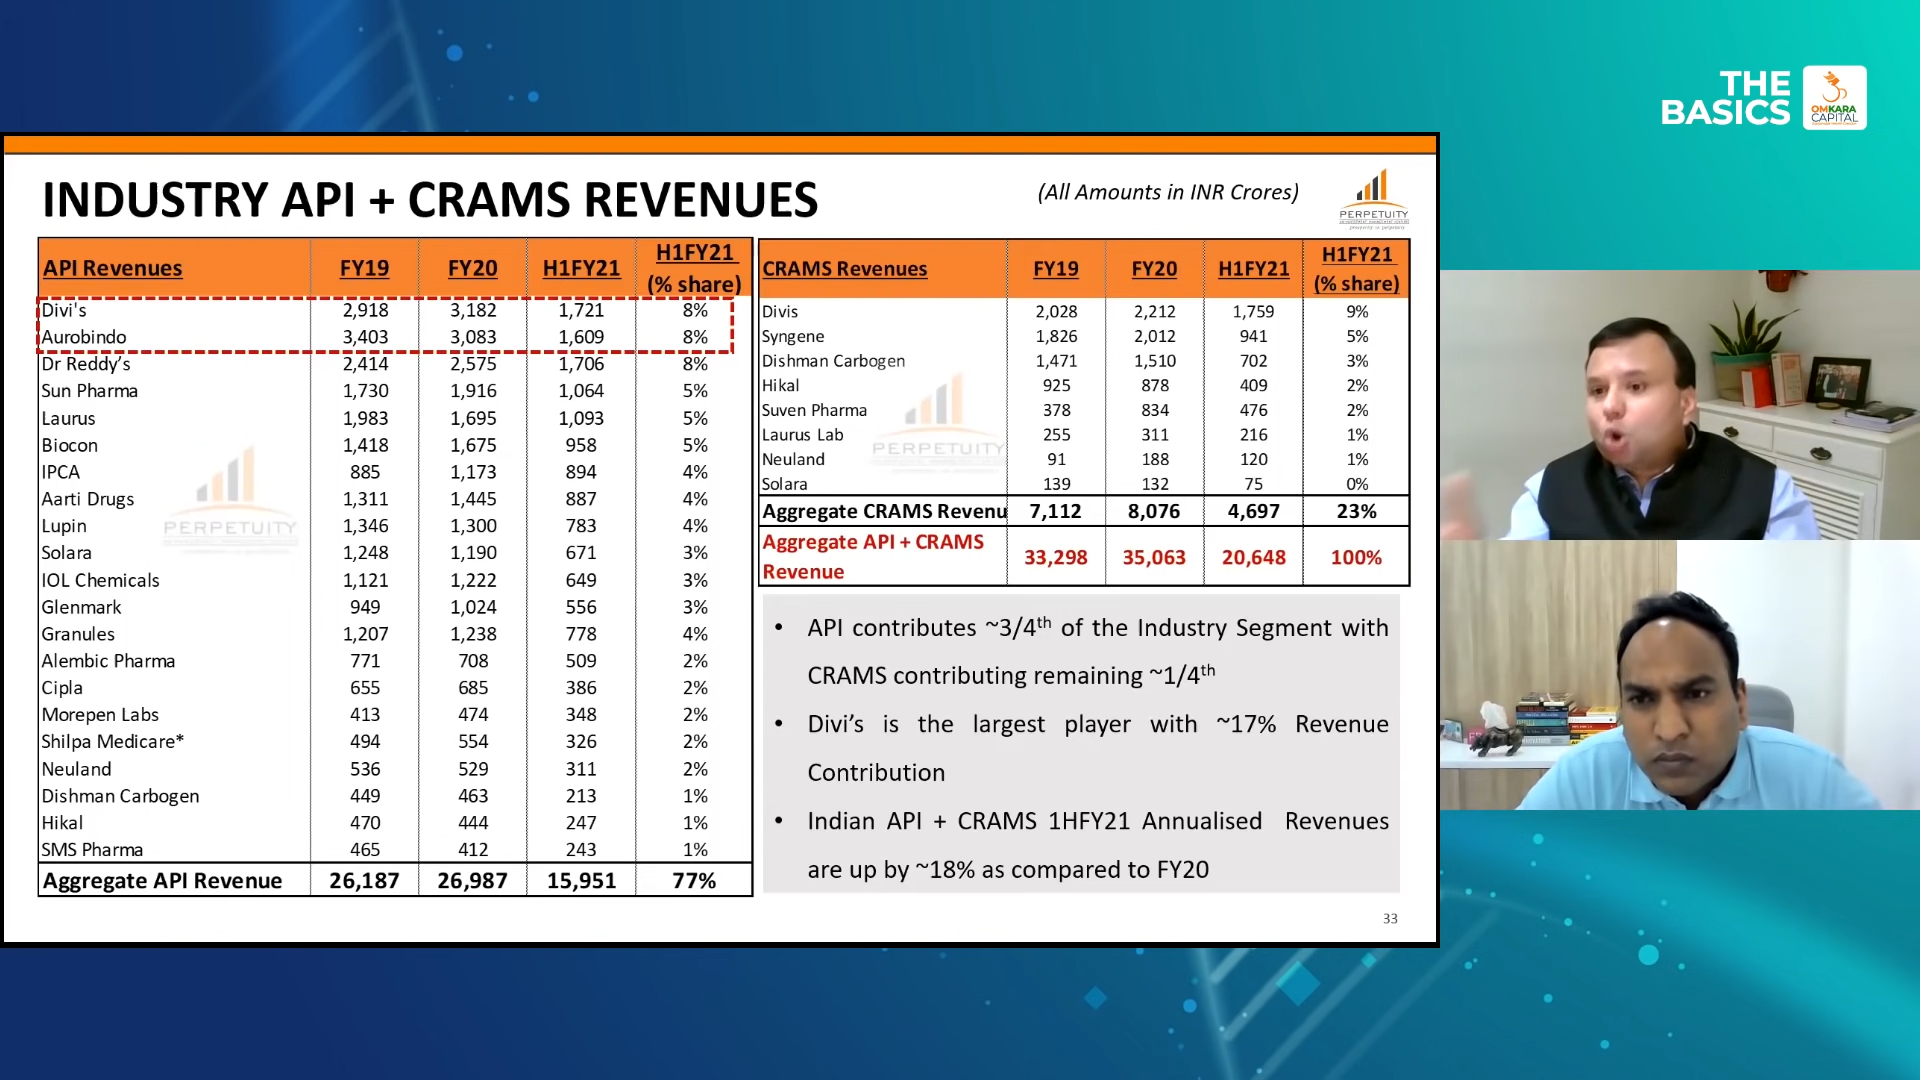 THE
BASICS
OMKARA
CAPITAL
INDUSTRY API + CRAMS REVENUES
(All Amounts in INR Crores)
PERPETUITY
API Revenues FY19 FY20 H1FY21 H1FY21 (% share)
Divi's 2,918 3,182 1,721 8%
Aurobindo 3,403 3,083 1,609 8%
Dr Reddy’s 2,414 2,575 1,706 8%
Sun Pharma 1,730 1,916 1,064 5%
Laurus 1,983 1,695 1,093 5%
Biocon 1,418 1,675 958 5%
IPCA 885 1,173 894 4%
Aarti Drugs 1,311 1,445 887 4%
Lupin 1,346 1,300 783 4%
Solara 1,248 1,190 671 3%
IOL Chemicals 1,121 1,222 649 3%
Glenmark 949 1,024 556 3%
Granules 1,207 1,238 778 4%
Alembic Pharma 771 708 509 2%
Cipla 655 685 386 2%
Morepen Labs 413 474 348 2%
Shilpa Medicare* 494 554 326 2%
Neuland 536 529 311 2%
Dishman Carbogen 449 463 213 1%
Hikal 470 444 247 1%
SMS Pharma 465 412 243 1%
Aggregate API Revenue 26,187 26,987 15,951 77%
PERPETUITY
CRAMS Revenues FY19 FY20 H1FY21 H1FY21 (% share)
Divis 2,028 2,212 1,759 9%
Syngene 1,826 2,012 941 5%
Dishman Carbogen 1,471 1,510 702 3%
Hikal 925 878 409 2%
Suven Pharma 378 834 476 2%
Laurus Lab 255 311 216 1%
Neuland 91 188 120 1%
Solara 139 132 75 0%
Aggregate CRAMS Revenu 7,112 8,076 4,697 23%
Aggregate API + CRAMS
Revenue 33,298 35,063 20,648 100%
PERPETUITY
• API contributes ~3/4th of the Industry Segment with
CRAMS contributing remaining ~1/4th
• Divi’s is the largest player with ~17% Revenue
Contribution
• Indian API + CRAMS 1HFY21 Annualised Revenues
are up by ~18% as compared to FY20
33